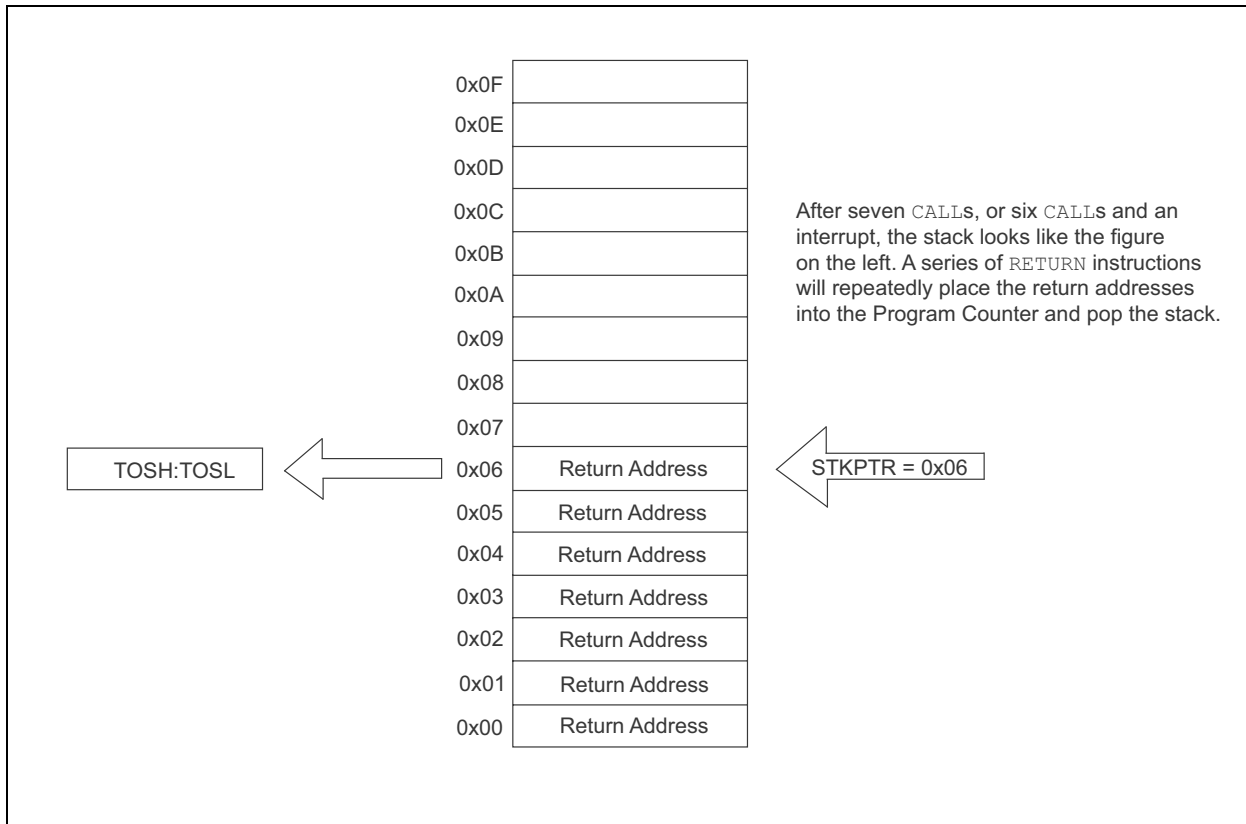 0x0F
0x0E
0x0D
0x0C
0x0B
0x0A
0x09
0x08
0x07
After seven CALLs, or six CALLs and an
interrupt, the stack looks like the figure
on the left. A series of RETURN instructions
will repeatedly place the return addresses
into the Program Counter and pop the stack.
TOSH:TOSL
0x06 Return Address
STKPTR = 0x06
0x05 Return Address
0x04 Return Address
0x03 Return Address
0x02 Return Address
0x01 Return Address
0x00 Return Address